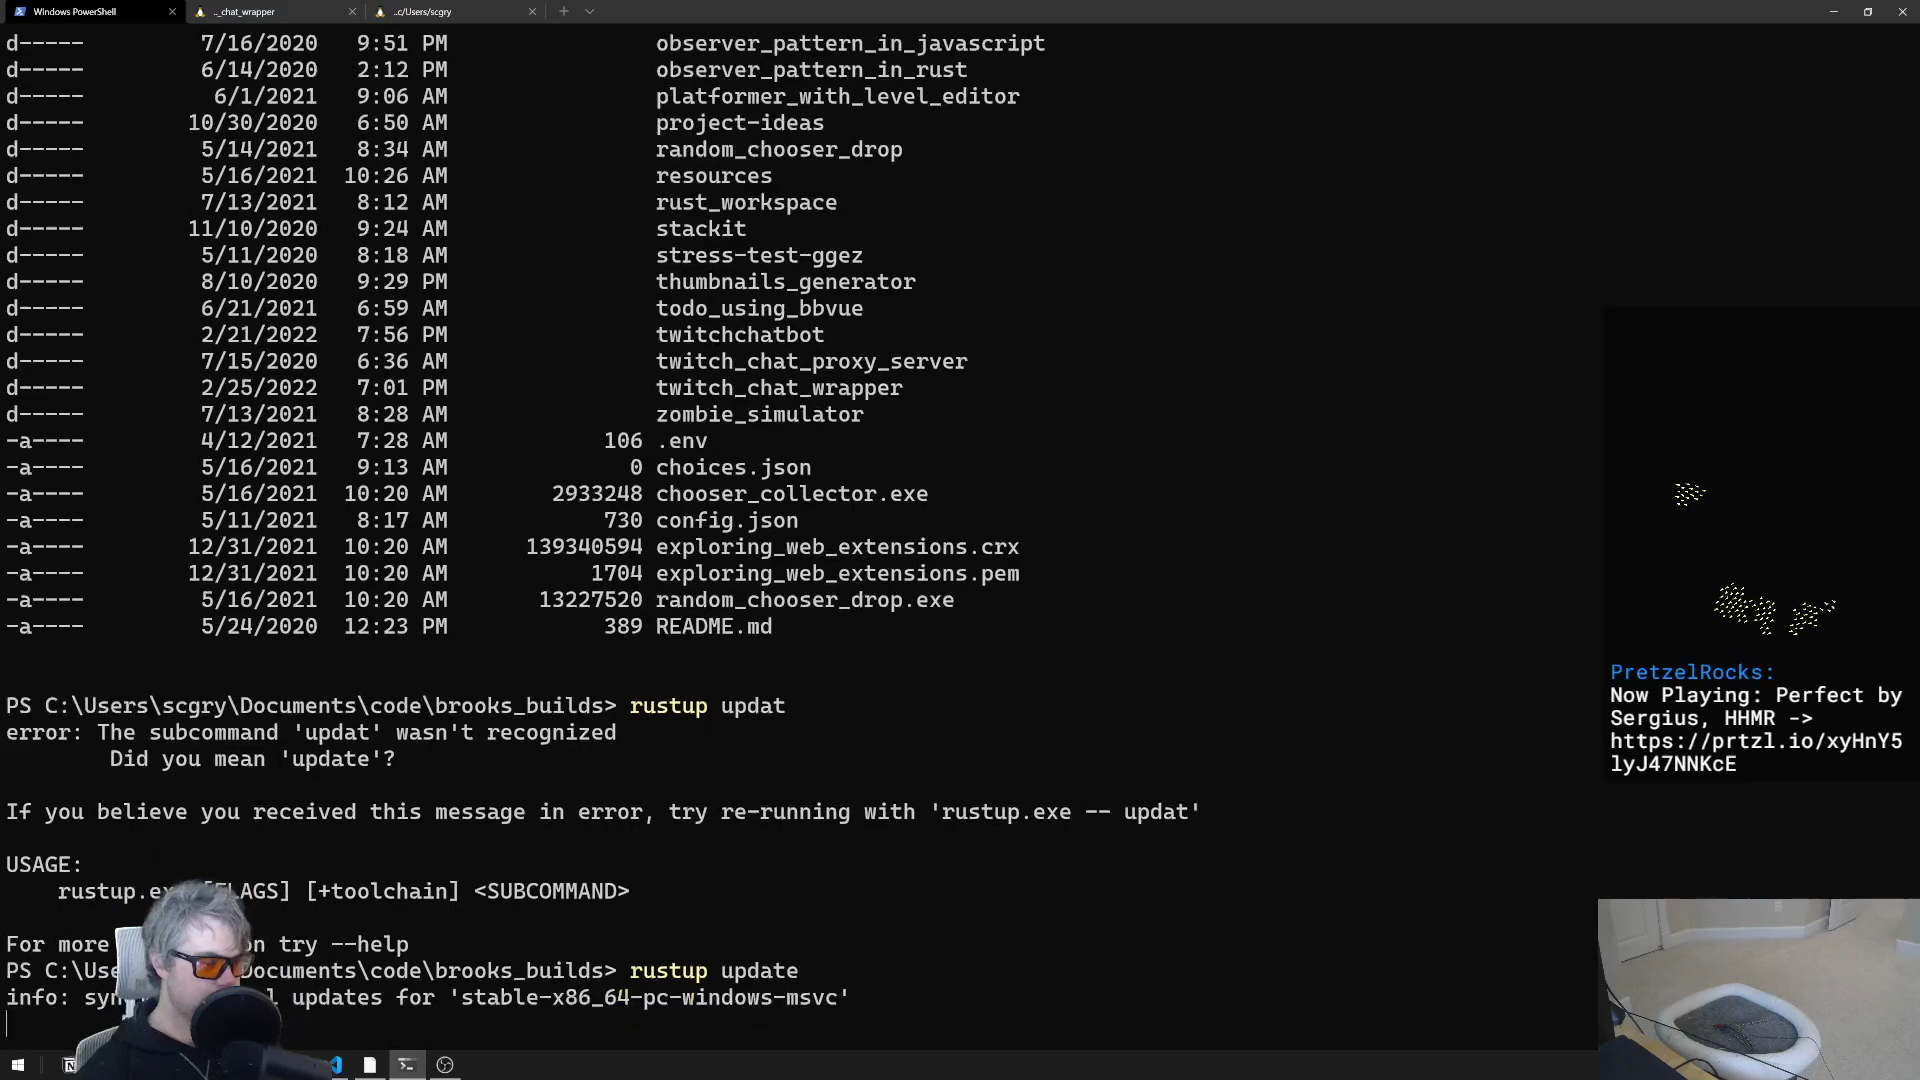 Windows PowerShell
.._chat_wrapper
..c/Users/scgry
d----- 7/16/2020 9:51 PM observer_pattern_in_javascript
d----- 6/14/2020 2:12 PM observer_pattern_in_rust
d----- 6/1/2021 9:06 AM platformer_with_level_editor
d----- 10/30/2020 6:50 AM project-ideas
d----- 5/14/2021 8:34 AM random_chooser_drop
d----- 5/16/2021 10:26 AM resources
d----- 7/13/2021 8:12 AM rust_workspace
d----- 11/10/2020 9:24 AM stackit
d----- 5/11/2020 8:18 AM stress-test-ggez
d----- 8/10/2020 9:29 PM thumbnails_generator
d----- 6/21/2021 6:59 AM todo_using_bbvue
d----- 2/21/2022 7:56 PM twitchchatbot
d----- 7/15/2020 6:36 AM twitch_chat_proxy_server
d----- 2/25/2022 7:01 PM twitch_chat_wrapper
d----- 7/13/2021 8:28 AM zombie_simulator
-a---- 4/12/2021 7:28 AM 106 .env
-a---- 5/16/2021 9:13 AM 0 choices.json
-a---- 5/16/2021 10:20 AM 2933248 chooser_collector.exe
-a---- 5/11/2021 8:17 AM 730 config.json
-a---- 12/31/2021 10:20 AM 139340594 exploring_web_extensions.crx
-a---- 12/31/2021 10:20 AM 1704 exploring_web_extensions.pem
-a---- 5/16/2021 10:20 AM 13227520 random_chooser_drop.exe
-a---- 5/24/2020 12:23 PM 389 README.md
PS C:\Users\scgry\Documents\code\brooks_builds> rustup updat
error: The subcommand 'updat' wasn't recognized
Did you mean 'update'?
If you believe you received this message in error, try re-running with 'rustup.exe -- updat'
USAGE:
rustup.ex [FLAGS] [+toolchain] <SUBCOMMAND>
For more on try --help
PS C:\Use Documents\code\brooks_builds> rustup update
info: syn l updates for 'stable-x86_64-pc-windows-msvc'
PretzelRocks:
Now Playing: Perfect by
Sergius, HHMR ->
https://prtzl.io/xyHnY5
lyJ47NNKcE